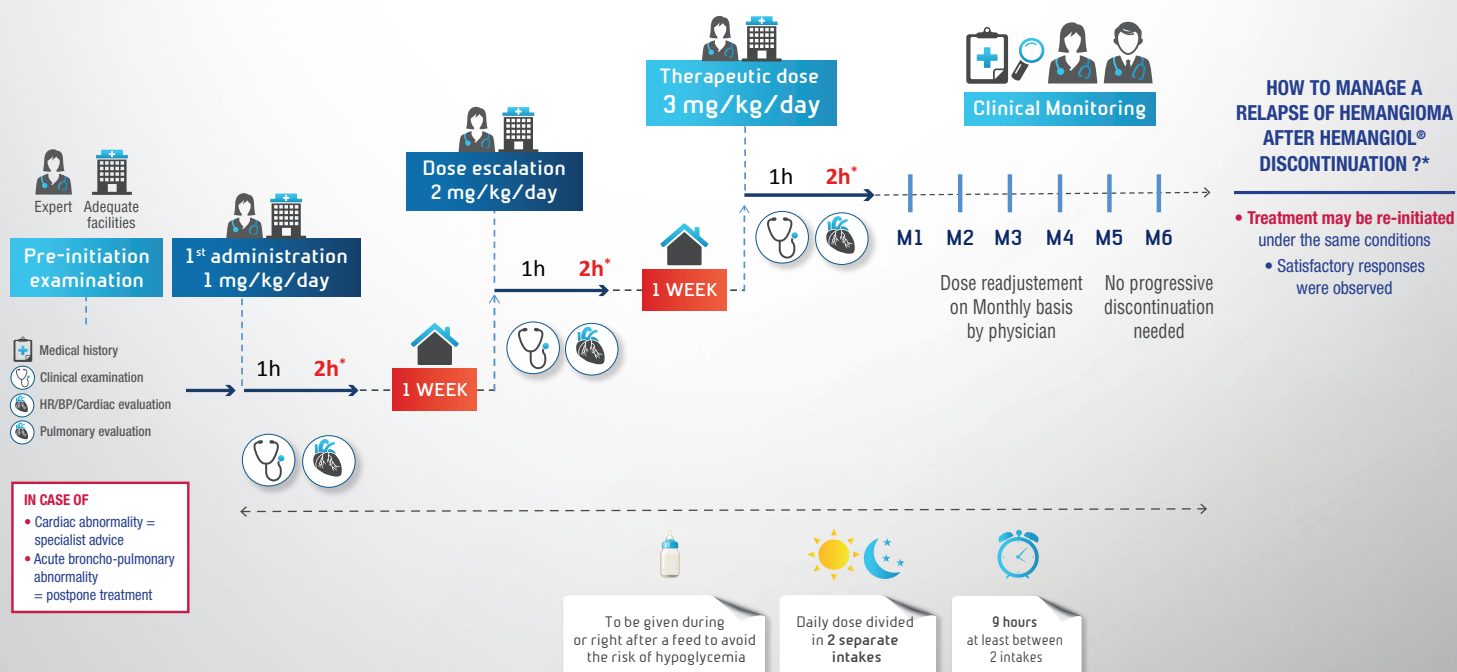 Expert
Adequate
facilities
Pre-initiation
examination
Medical history
Clinical examination
HR/BP/Cardiac evaluation
Pulmonary evaluation
IN CASE OF
• Cardiac abnormality =
specialist advice
• Acute broncho-pulmonary
abnormality
= postpone treatment
1st administration
1 mg/kg/day
1h
2h*
1 WEEK
Dose escalation
2 mg/kg/day
1h
2h*
1 WEEK
Therapeutic dose
3 mg/kg/day
1h
2h*
Clinical Monitoring
M1 M2 M3 M4 M5 M6
Dose readjustement
on Monthly basis
by physician
No progressive
discontinuation
needed
HOW TO MANAGE A
RELAPSE OF HEMANGIOMA
AFTER HEMANGIOL®
DISCONTINUATION ?*
• Treatment may be re-initiated
under the same conditions
• Satisfactory responses
were observed
To be given during
or right after a feed to avoid
the risk of hypoglycemia
Daily dose divided
in 2 separate
intakes
9 hours
at least between
2 intakes